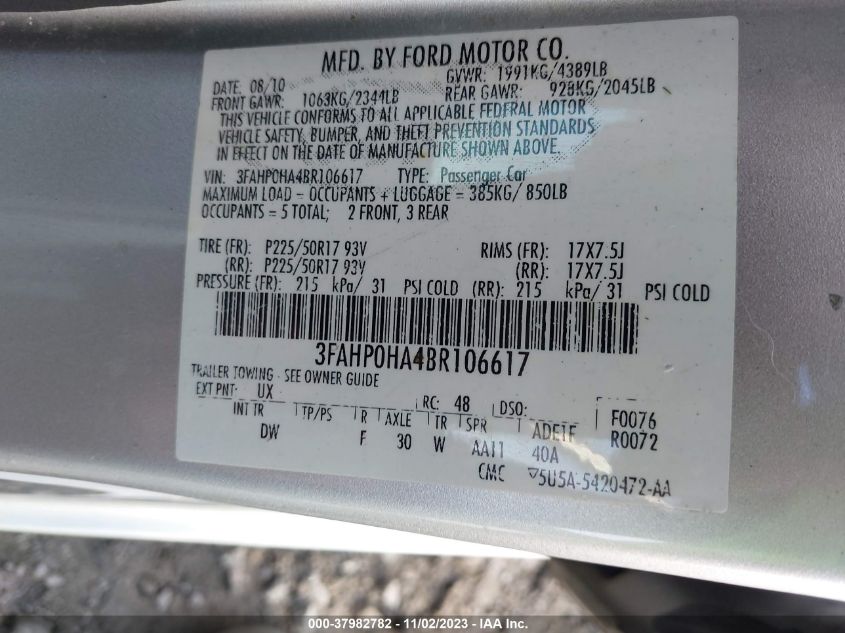 MFD. BY FORD MOTOR CO.
DATE: 08/10 GVWR: 1991KG/4389LB
FRONT GAWR: 1063KG/2344LB REAR GAWR: 928KG/2045LB
THIS VEHICLE CONFORMS TO ALL APPLICABLE FEDERAL MOTOR
VEHICLE SAFETY, BUMPER, AND THEFT PREVENTION STANDARDS
IN EFFECT ON THE DATE OF MANUFACTURE SHOWN ABOVE.
VIN: 3FAHP0HA4BR106617 TYPE: Passenger Car
MAXIMUM LOAD - OCCUPANTS + LUGGAGE = 385KG/ 850LB
OCCUPANTS = 5 TOTAL; 2 FRONT, 3 REAR
TIRE (FR): P225/50R17 93V RIMS (FR): 17X7.5J
(RR): P225/50R17 93V (RR): 17X7.5J
PRESSURE (FR): 215 kPa/ 31 PSI COLD (RR): 215 kPa/ 31 PSI COLD
3FAHP0HA4BR106617
TRAILER TOWING - SEE OWNER GUIDE
EXT PNT: UX RC: 48 DSO: F0076
INT TR TP/PS R AXLE TR SPR R0072
DW F 30 W AA11 40A
CMC 5U5A-5420472-AA
000-37982782 - 11/02/2023 - IAA Inc.